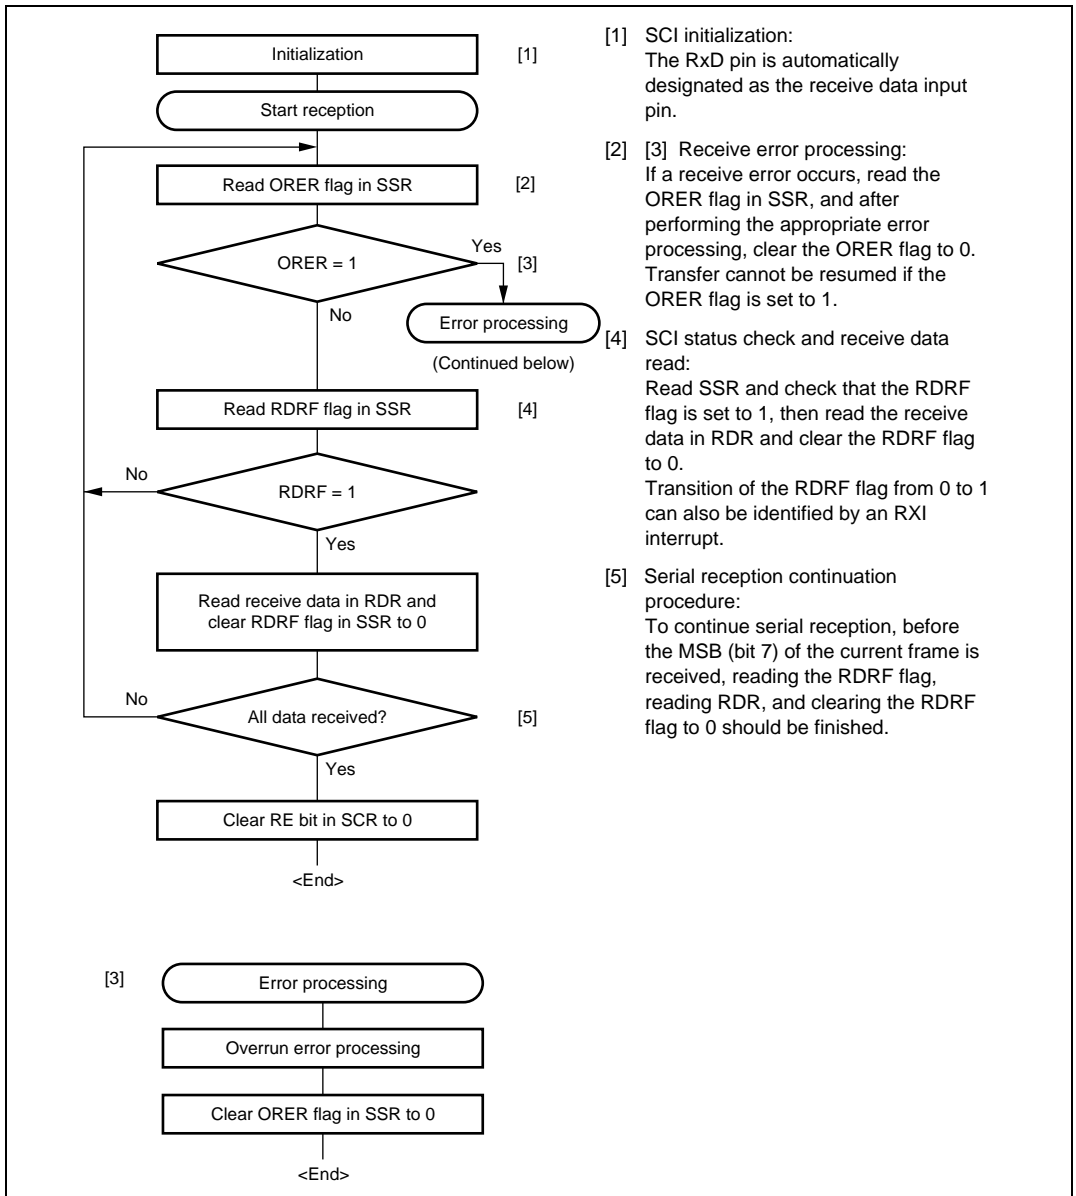 Initialization
[1]
Start reception
Read ORER flag in SSR
[2]
ORER = 1
Yes
[3]
No
Error processing
(Continued below)
Read RDRF flag in SSR
[4]
No
RDRF = 1
Yes
Read receive data in RDR and
clear RDRF flag in SSR to 0
No
All data received?
[5]
Yes
Clear RE bit in SCR to 0
<End>
[3]
Error processing
Overrun error processing
Clear ORER flag in SSR to 0
<End>
[1] SCI initialization:
The RxD pin is automatically
designated as the receive data input
pin.
[2] [3] Receive error processing:
If a receive error occurs, read the
ORER flag in SSR, and after
performing the appropriate error
processing, clear the ORER flag to 0.
Transfer cannot be resumed if the
ORER flag is set to 1.
[4] SCI status check and receive data
read:
Read SSR and check that the RDRF
flag is set to 1, then read the receive
data in RDR and clear the RDRF flag
to 0.
Transition of the RDRF flag from 0 to 1
can also be identified by an RXI
interrupt.
[5] Serial reception continuation
procedure:
To continue serial reception, before
the MSB (bit 7) of the current frame is
received, reading the RDRF flag,
reading RDR, and clearing the RDRF
flag to 0 should be finished.